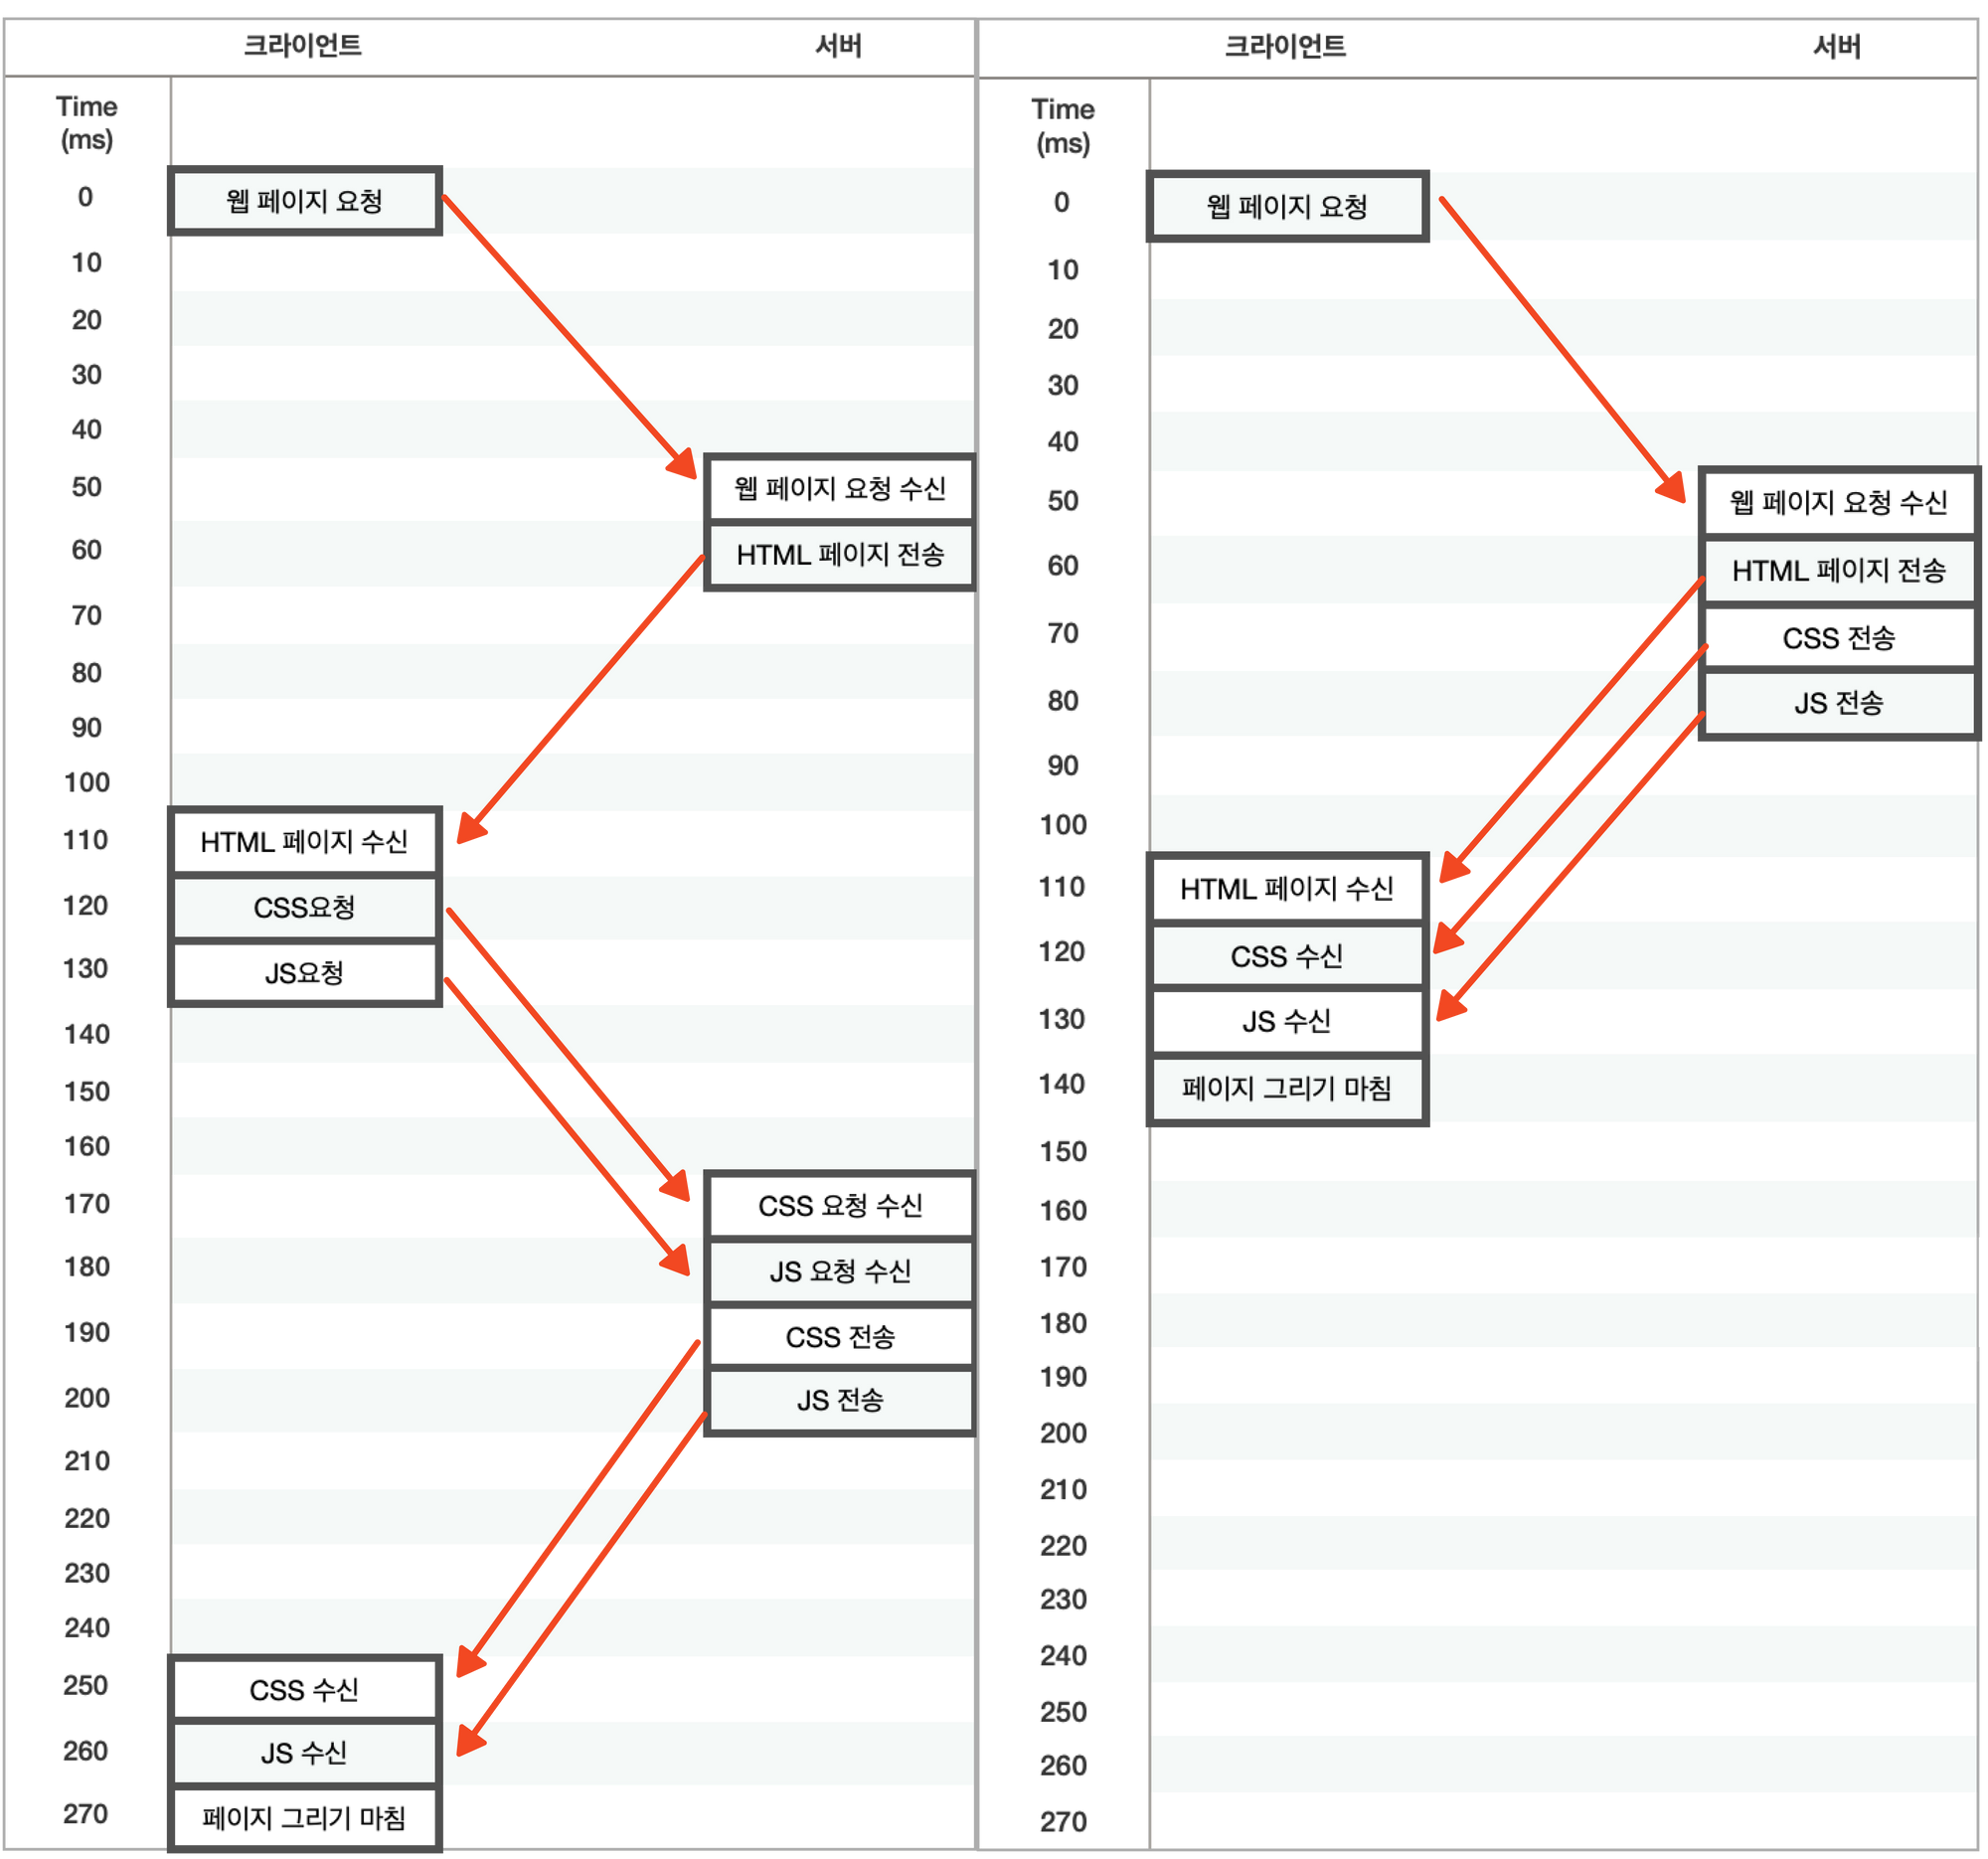 크라이언트 서버
Time
(ms)
0 웹 페이지 요청
10
20
30
40
50 웹 페이지 요청 수신
60 HTML 페이지 전송
70
80
90
100
110 HTML 페이지 수신
120 CSS요청
130 JS요청
140
150
160
170 CSS 요청 수신
180 JS 요청 수신
190 CSS 전송
200 JS 전송
210
220
230
240
250 CSS 수신
260 JS 수신
270 페이지 그리기 마침
크라이언트 서버
Time
(ms)
0 웹 페이지 요청
10
20
30
40
50 웹 페이지 요청 수신
60 HTML 페이지 전송
70 CSS 전송
80 JS 전송
90
100
110 HTML 페이지 수신
120 CSS 수신
130 JS 수신
140 페이지 그리기 마침
150
160
170
180
190
200
210
220
230
240
250
260
270